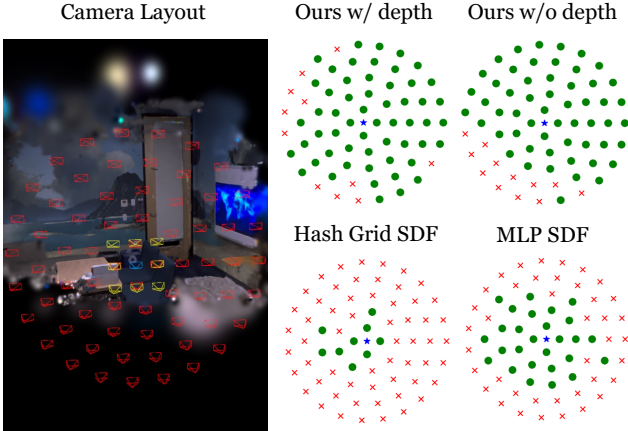 Camera Layout
Ours w/ depth
Ours w/o depth
Hash Grid SDF
MLP SDF